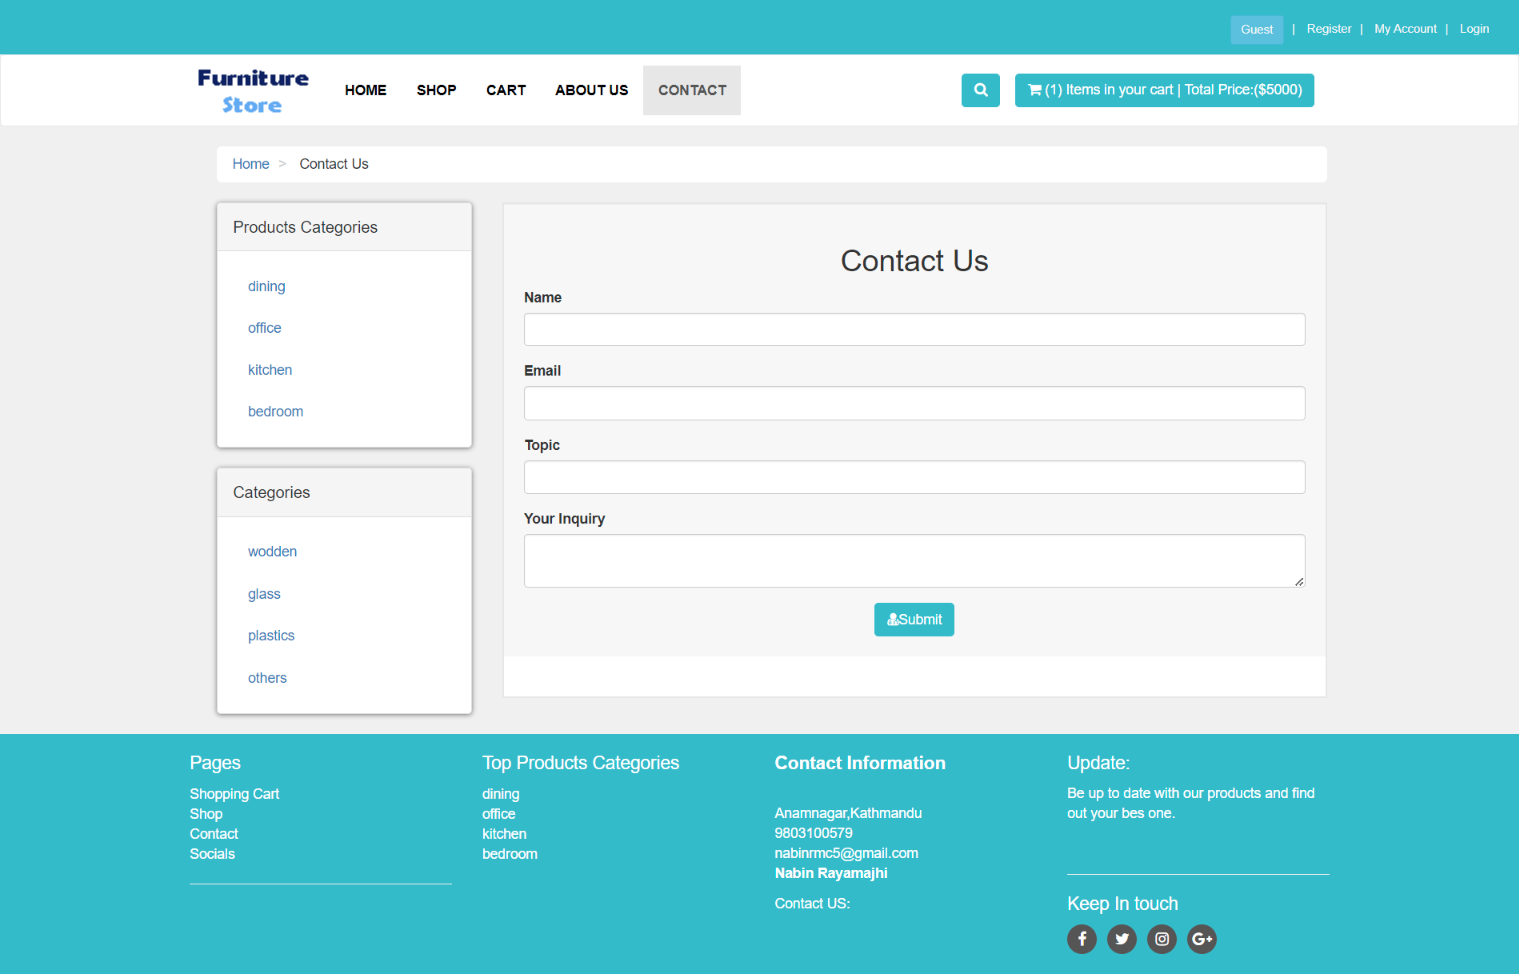 Guest | Register | My Account | Login
Furniture
Store
HOME SHOP CART ABOUT US CONTACT
(1) Items in your cart | Total Price:($5000)
Home > Contact Us
Products Categories
dining
office
kitchen
bedroom
Categories
wodden
glass
plastics
others
Contact Us
Name
Email
Topic
Your Inquiry
Submit
Pages
Shopping Cart
Shop
Contact
Socials
Top Products Categories
dining
office
kitchen
bedroom
Contact Information
Anamnagar,Kathmandu
9803100579
nabinrmc5@gmail.com
Nabin Rayamajhi
Contact US:
Update:
Be up to date with our products and find
out your bes one.
Keep In touch